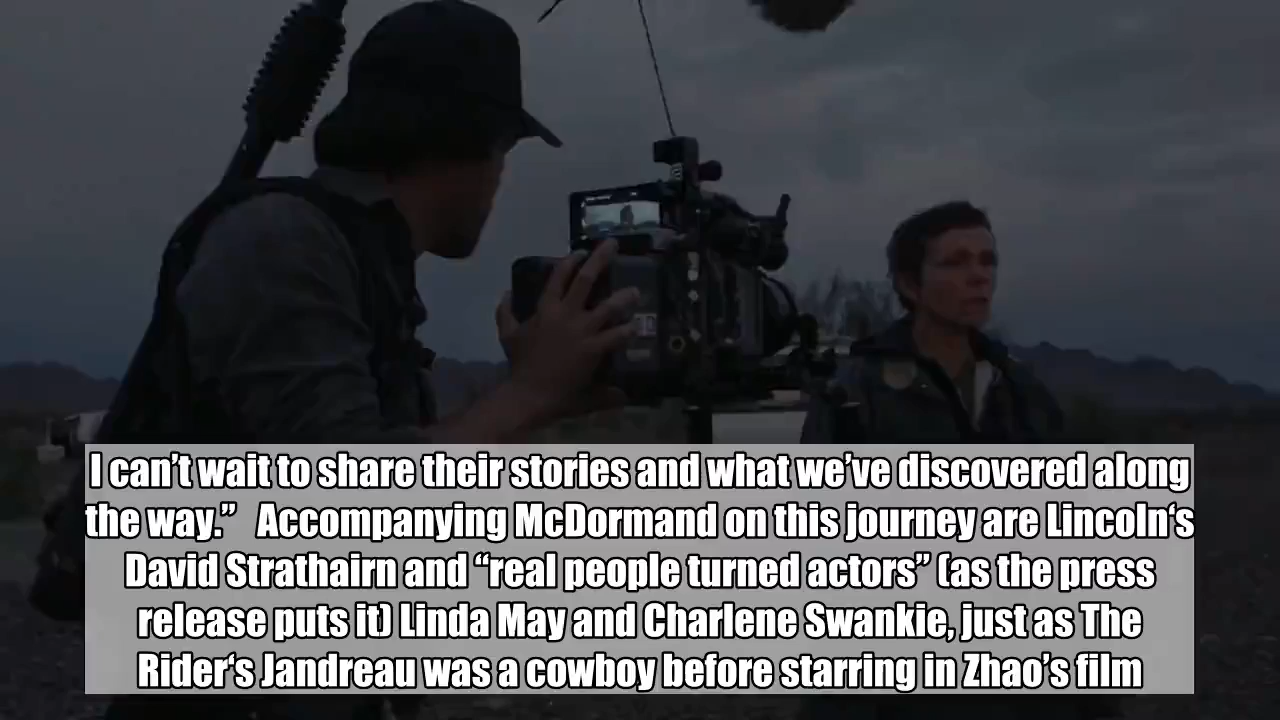 I can’t wait to share their stories and what we’ve discovered along
the way.”   Accompanying McDormand on this journey are Lincoln‘s
David Strathairn and “real people turned actors” (as the press
release puts it) Linda May and Charlene Swankie, just as The
Rider‘s Jandreau was a cowboy before starring in Zhao’s film